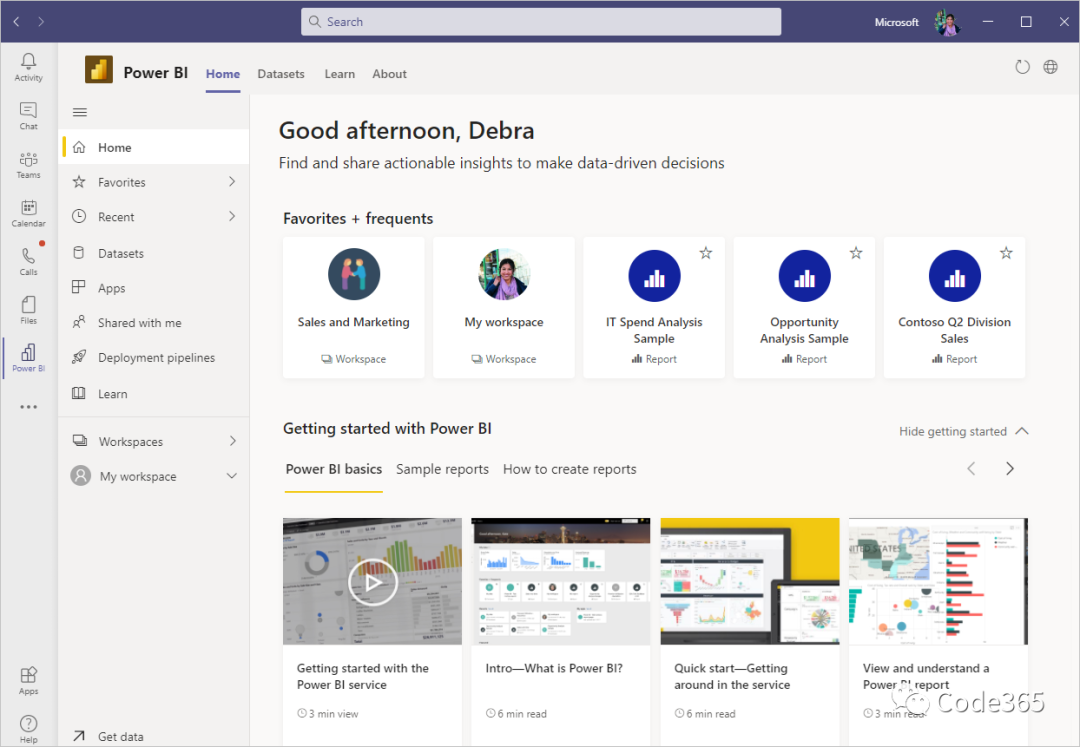 Search
Microsoft
Activity
Chat
Teams
Calendar
Calls
Files
Power BI
Apps
Help
Power BI
Home
Datasets
Learn
About
Home
Favorites
Recent
Datasets
Apps
Shared with me
Deployment pipelines
Learn
Workspaces
My workspace
Get data
Good afternoon, Debra
Find and share actionable insights to make data-driven decisions
Favorites + frequents
Sales and Marketing
Workspace
My workspace
Workspace
IT Spend Analysis
Sample
Report
Opportunity
Analysis Sample
Report
Contoso Q2 Division
Sales
Report
Getting started with Power BI
Hide getting started
Power BI basics
Sample reports
How to create reports
Getting started with the
Power BI service
3 min view
Intro—What is Power BI?
6 min read
Quick start—Getting
around in the service
6 min read
UNITED STATES
View and understand a
Power BI report
3 min read
Code365